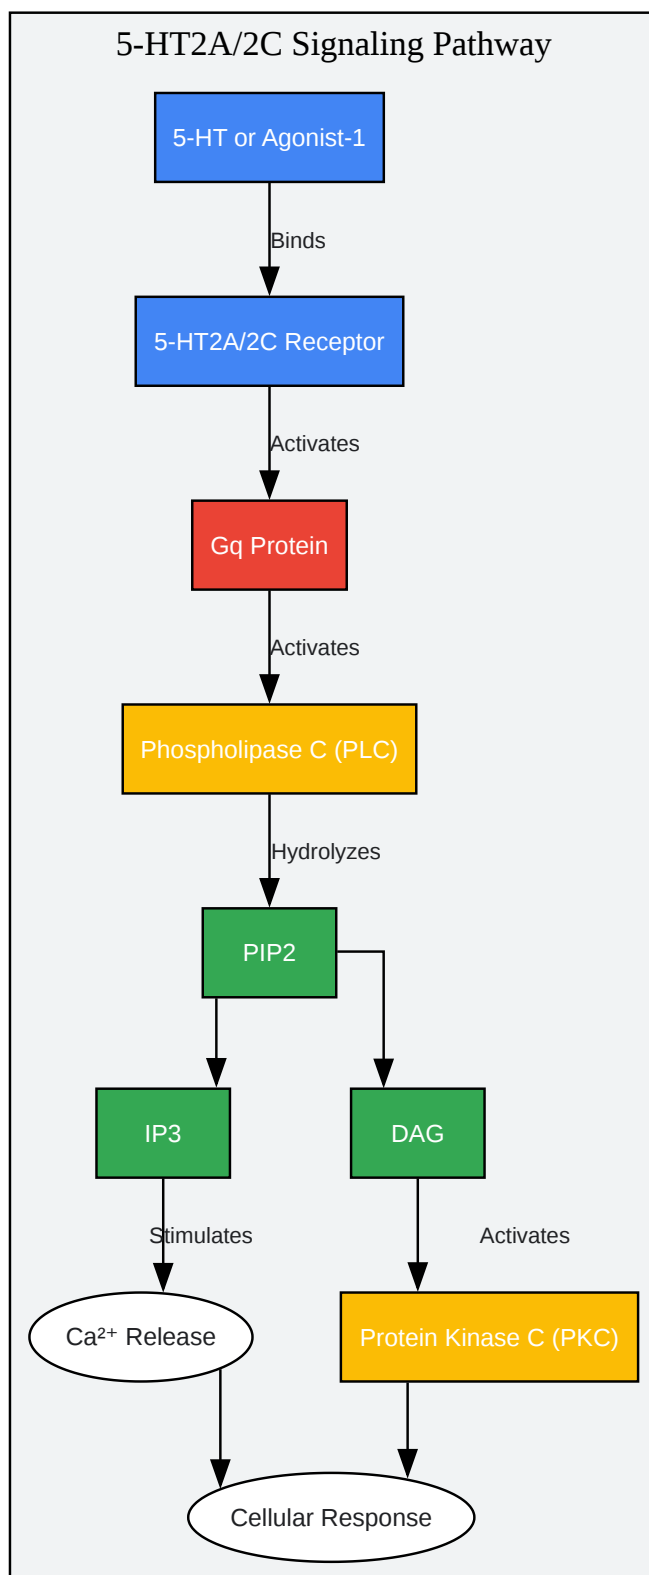 5-HT2A/2C Signaling Pathway
5-HT or Agonist-1
Binds
5-HT2A/2C Receptor
Activates
Gq Protein
Activates
Phospholipase C (PLC)
Hydrolyzes
PIP2
IP3
DAG
Stimulates
Activates
Ca²⁺ Release
Protein Kinase C (PKC)
Cellular Response